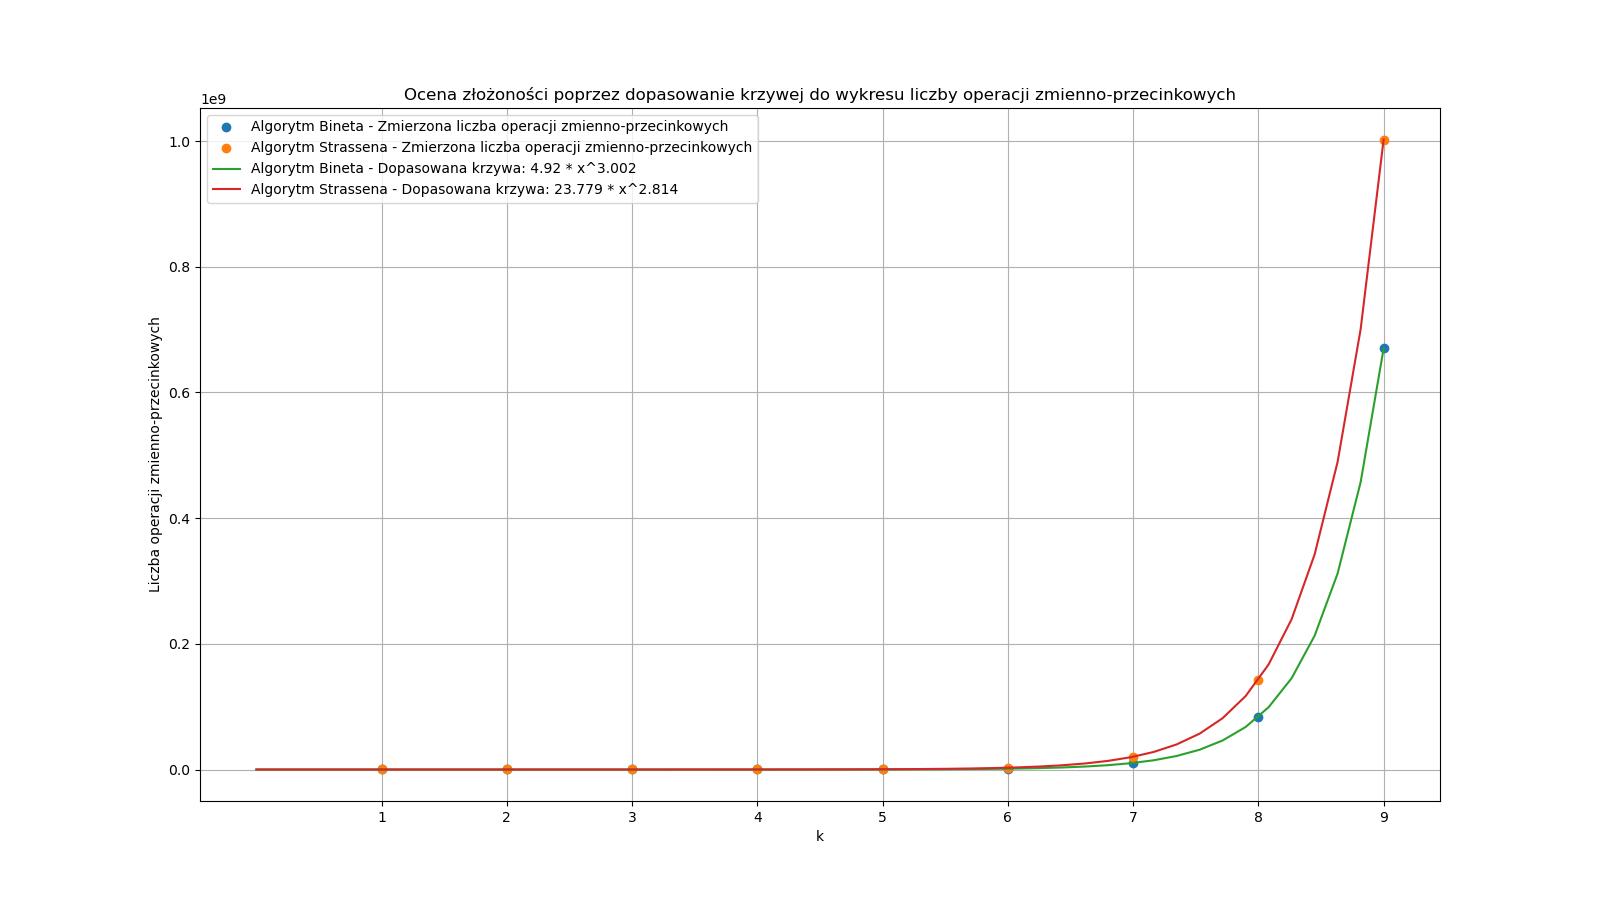 Ocena złożoności poprzez dopasowanie krzywej do wykresu liczby operacji zmienno-przecinkowych
1e9
Algorytm Bineta - Zmierzona liczba operacji zmienno-przecinkowych
Algorytm Strassena - Zmierzona liczba operacji zmienno-przecinkowych
Algorytm Bineta - Dopasowana krzywa: 4.92 * x^3.002
Algorytm Strassena - Dopasowana krzywa: 23.779 * x^2.814
1.0
0.8
0.6
0.4
0.2
0.0
Liczba operacji zmienno-przecinkowych
1 2 3 4 5 6 7 8 9
k